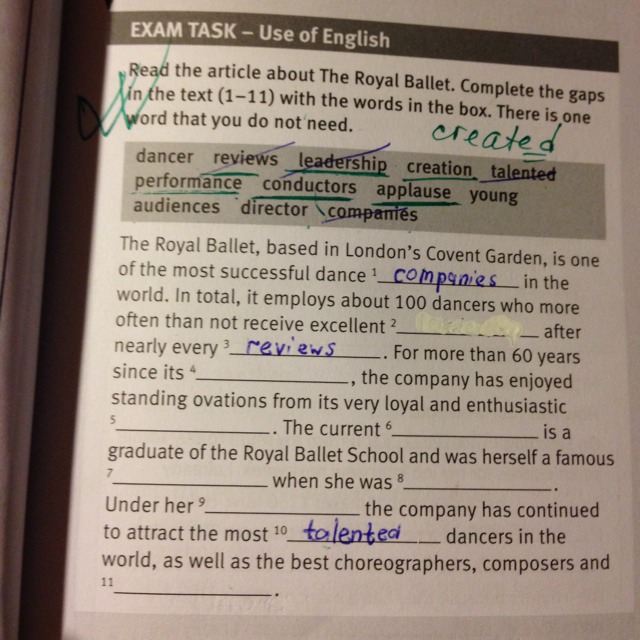 EXAM TASK – Use of English
Read the article about The Royal Ballet. Complete the gaps
in the text (1–11) with the words in the box. There is one
word that you do not need.
created
dancer reviews leadership creation talented
performance conductors applause young
audiences director companies
The Royal Ballet, based in London's Covent Garden, is one
of the most successful dance 1 companies in the
world. In total, it employs about 100 dancers who more
often than not receive excellent 2 ____ after
nearly every 3 reviews . For more than 60 years
since its 4 ____, the company has enjoyed
standing ovations from its very loyal and enthusiastic
5 ____. The current 6 ____ is a
graduate of the Royal Ballet School and was herself a famous
7 ____ when she was 8 ____.
Under her 9 ____ the company has continued
to attract the most 10 talented dancers in the
world, as well as the best choreographers, composers and
11 ____.